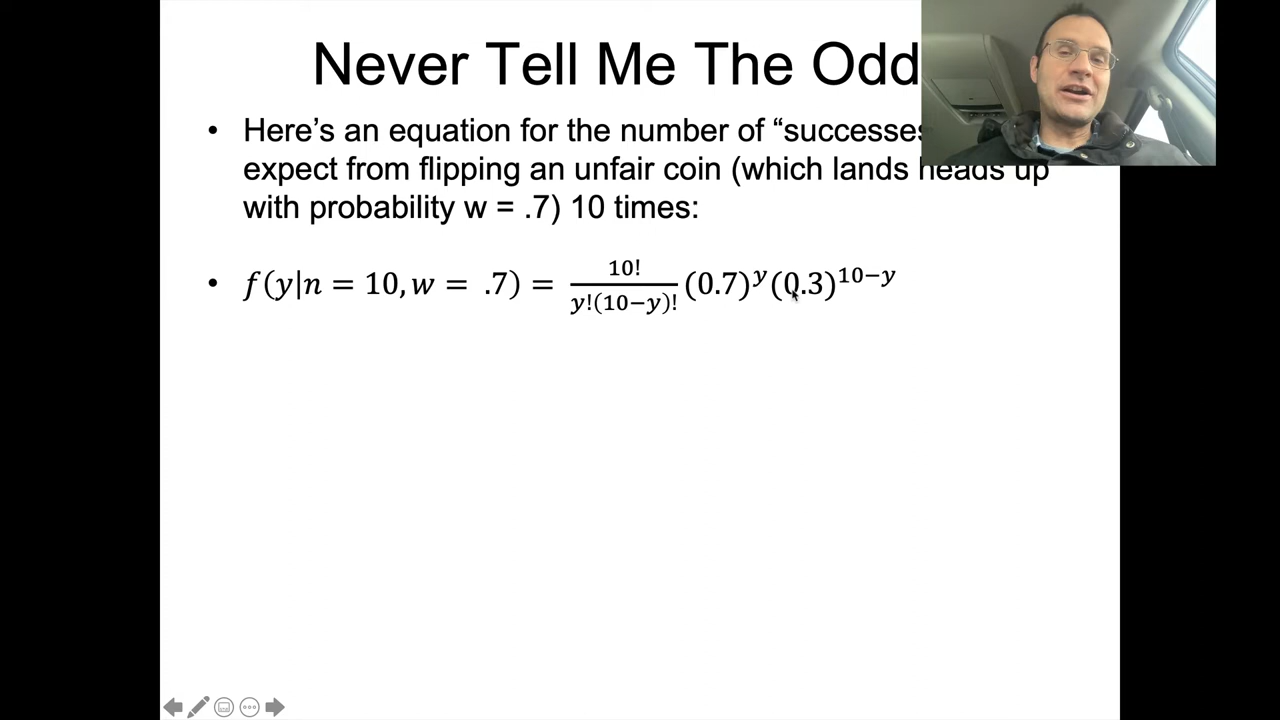 Never Tell Me The Odd
• Here's an equation for the number of “successes
expect from flipping an unfair coin (which lands heads up
with probability w = .7) 10 times:
• f(y|n = 10, w = .7) = 10!/y!(10−y)! (0.7)^y (0.3)^10−y